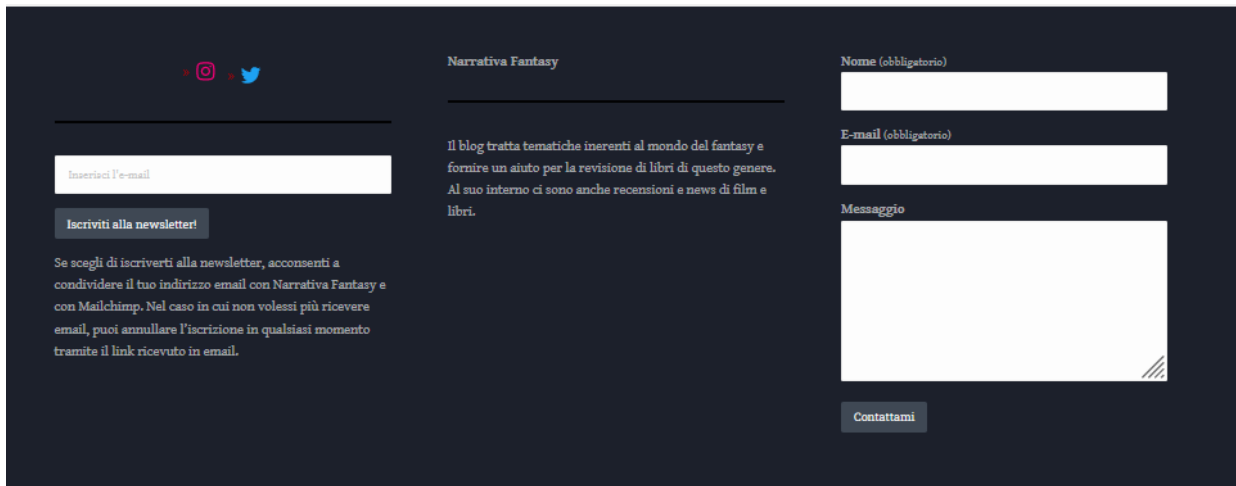 Inserisci l'e-mail
Iscriviti alla newsletter!
Se scegli di iscriverti alla newsletter, acconsenti a
condividere il tuo indirizzo email con Narrativa Fantasy e
con Mailchimp. Nel caso in cui non volessi più ricevere
email, puoi annullare l'iscrizione in qualsiasi momento
tramite il link ricevuto in email.
Narrativa Fantasy
Il blog tratta tematiche inerenti al mondo del fantasy e
fornire un aiuto per la revisione di libri di questo genere.
Al suo interno ci sono anche recensioni e news di film e
libri.
Nome (obbligatorio)
E-mail (obbligatorio)
Messaggio
Contattami